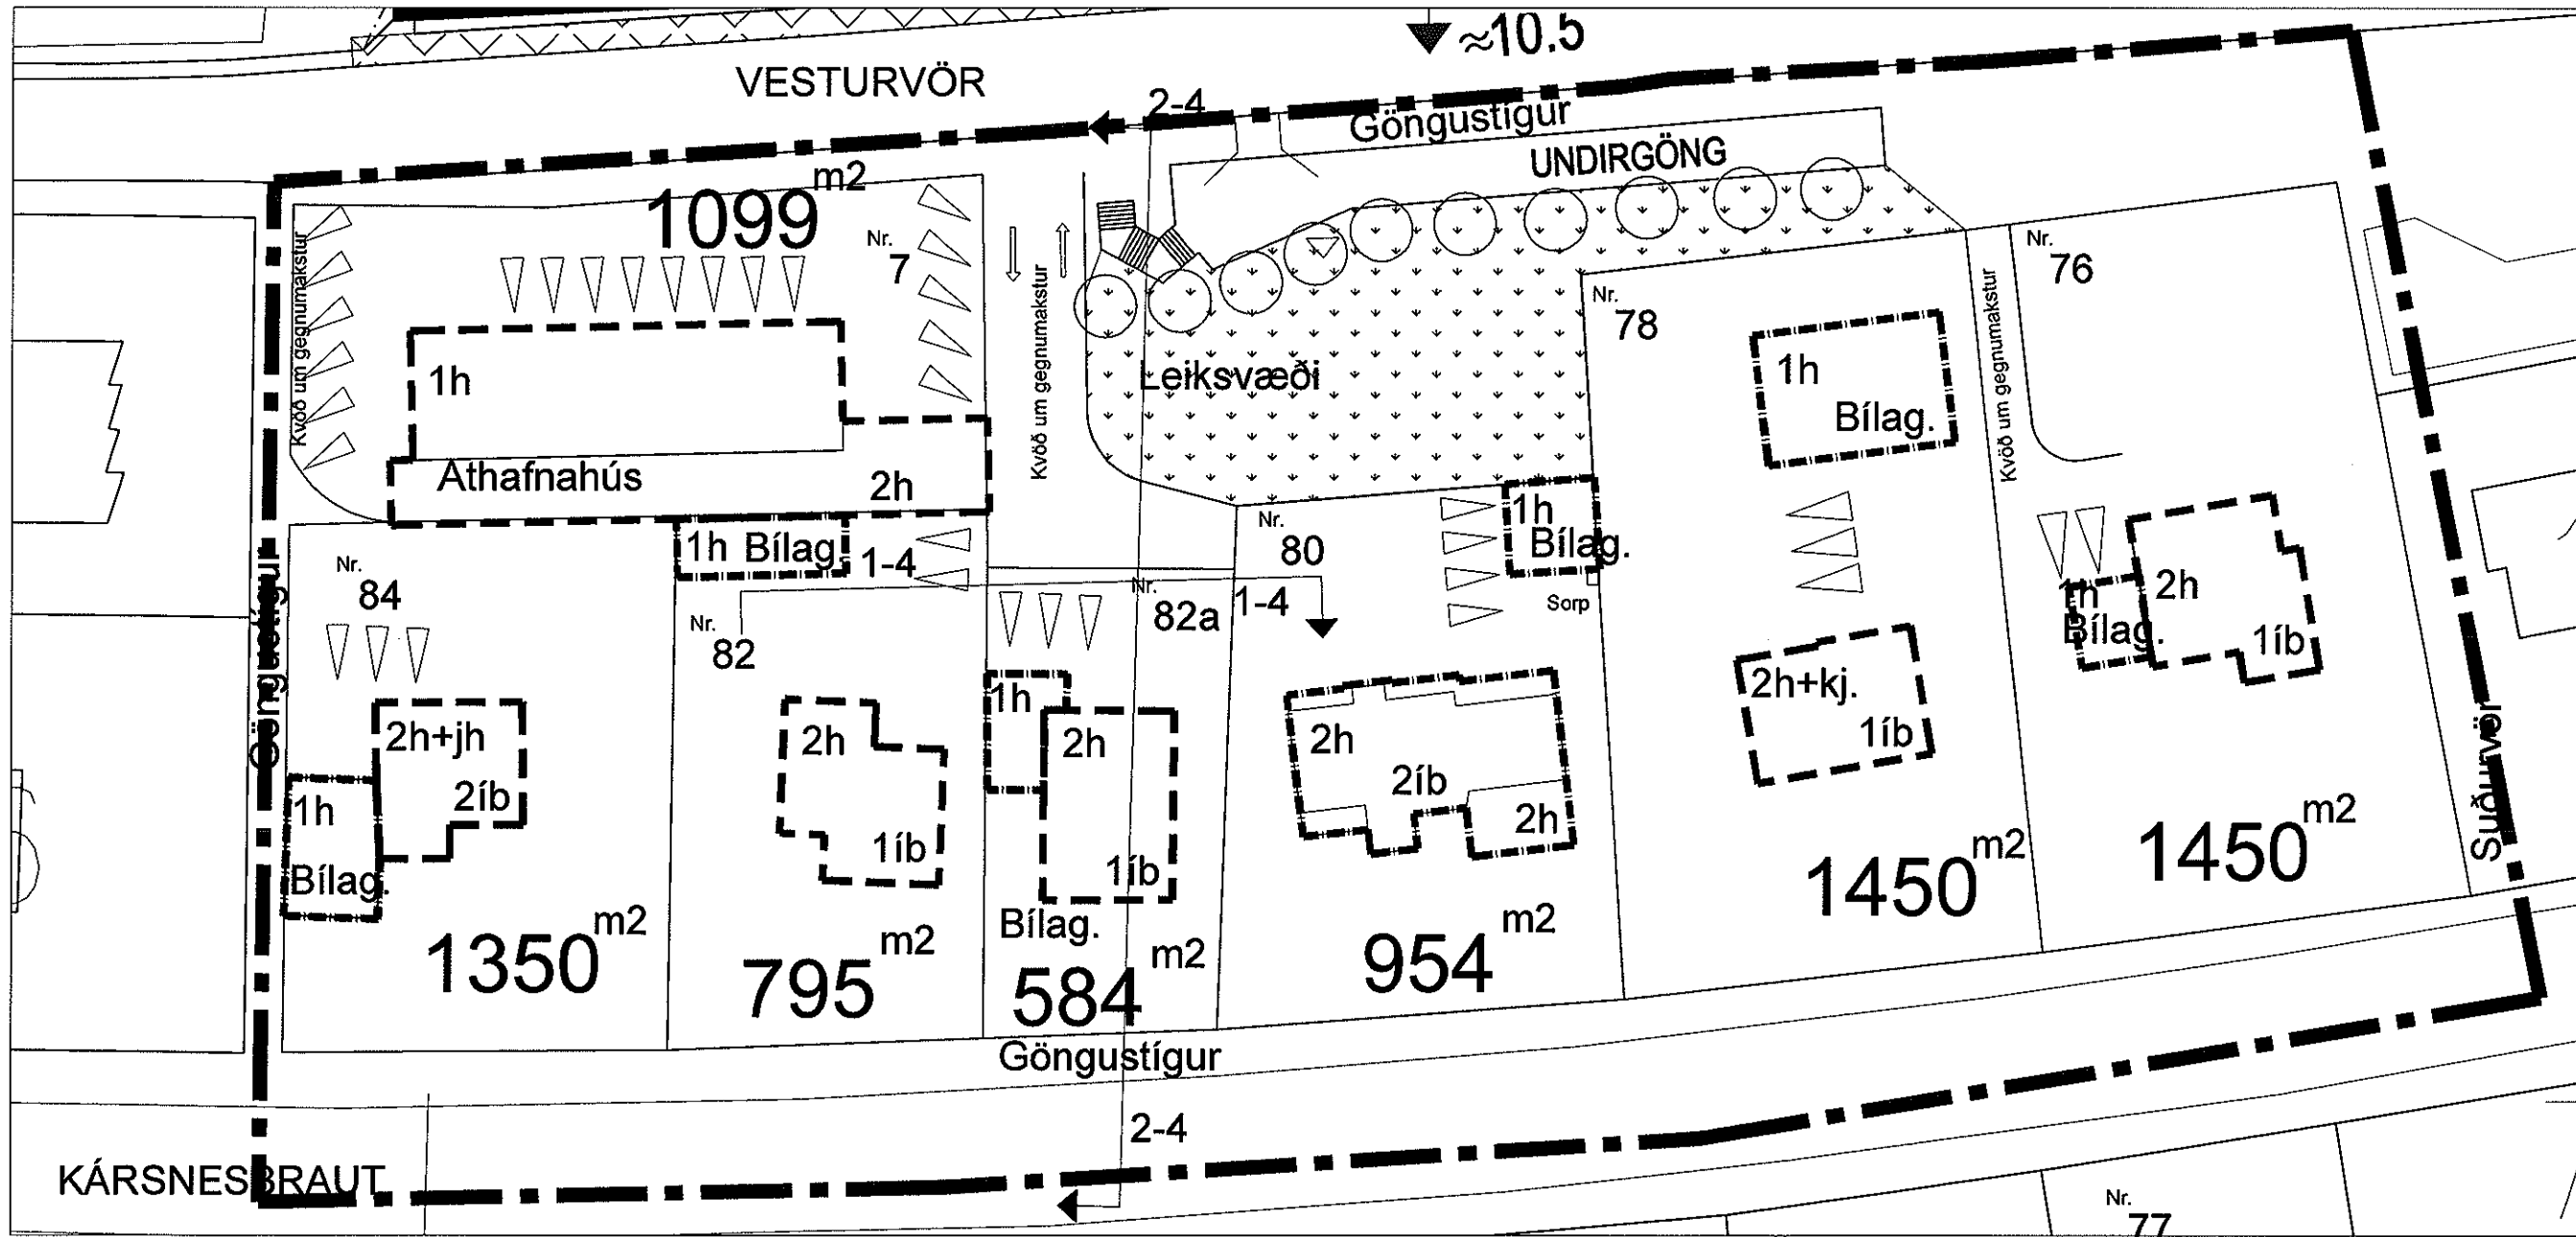 ≈10.5
VESTURVÖR
2-4
Göngustígur
UNDIRGÖNG
1099 m2
Nr.
7
Nr.
76
Nr.
78
Kvöð um gegnumakstur
Kvöð um gegnumakstur
Kvöð um gegnumakstur
1h
Leiksvæði
1h
Bílag.
Athafnahús
2h
1h Bílag.
1-4
Nr.
80
1h
Bílag.
Sorp
Nr.
84
Nr.
82
Nr.
82a
1-4
1h
Bílag.
2h
1íb
Göngustígur
2h+jh
2íb
1h
Bílag.
2h
1íb
1h
2h
1íb
Bílag.
2h
2íb
2h
2h+kj.
1íb
Suðurvör
1350 m2
795 m2
584 m2
954 m2
1450 m2
1450 m2
Göngustígur
2-4
KÁRSNESBRAUT
Nr.
77